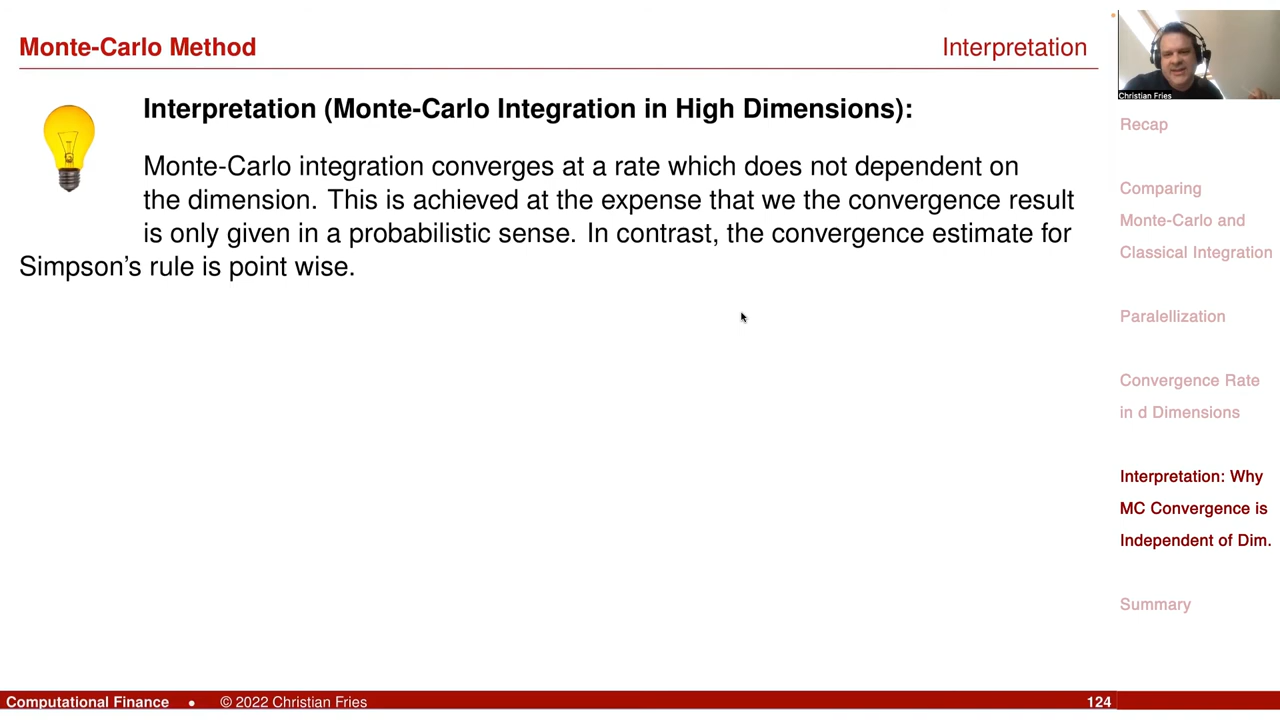 Monte-Carlo Method
Interpretation
Interpretation (Monte-Carlo Integration in High Dimensions):
Monte-Carlo integration converges at a rate which does not dependent on
the dimension. This is achieved at the expense that we the convergence result
is only given in a probabilistic sense. In contrast, the convergence estimate for
Simpson's rule is point wise.
Christian Fries
Recap
Comparing
Monte-Carlo and
Classical Integration
Paralellization
Convergence Rate
in d Dimensions
Interpretation: Why
MC Convergence is
Independent of Dim.
Summary
Computational Finance • © 2022 Christian Fries
124